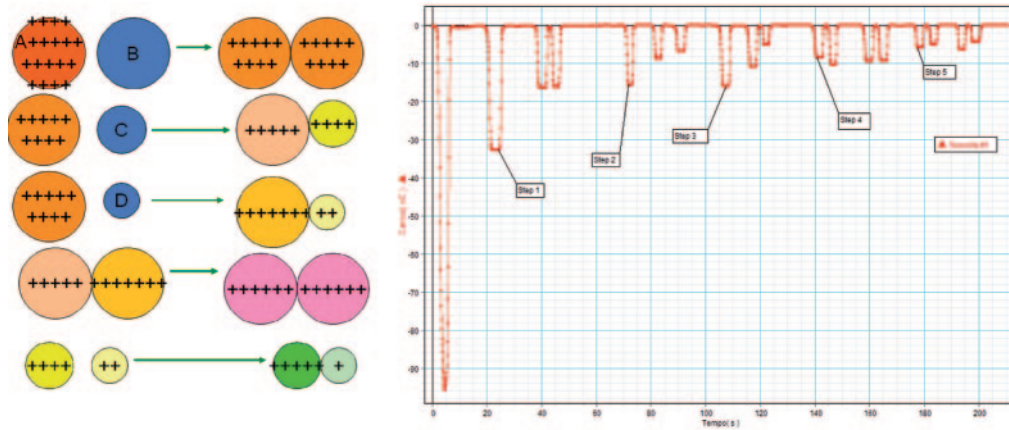 ++++
A +++++ B +++++ +++++
+++++ ++++ ++++
++++
+++++ C +++++ ++++
++++
+++++ D +++++++ ++
++++
+++++ +++++++ ++++++ ++++++
++++ ++ +++++ +
0
-10
-20
-30
-40
-50
-60
-70
-80
-90
Step 1
Step 2
Step 3
Step 4
Step 5
0 20 40 60 80 100 120 140 160 180 200
Tempo( s )